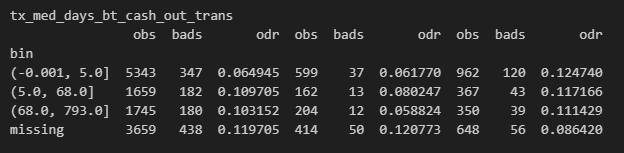 tx_med_days_bt_cash_out_trans
obs bads odr obs bads odr obs bads odr
bin
(-0.001, 5.0] 5343 347 0.064945 599 37 0.061770 962 120 0.124740
(5.0, 68.0] 1659 182 0.109705 162 13 0.080247 367 43 0.117166
(68.0, 793.0] 1745 180 0.103152 204 12 0.058824 350 39 0.111429
missing 3659 438 0.119705 414 50 0.120773 648 56 0.086420